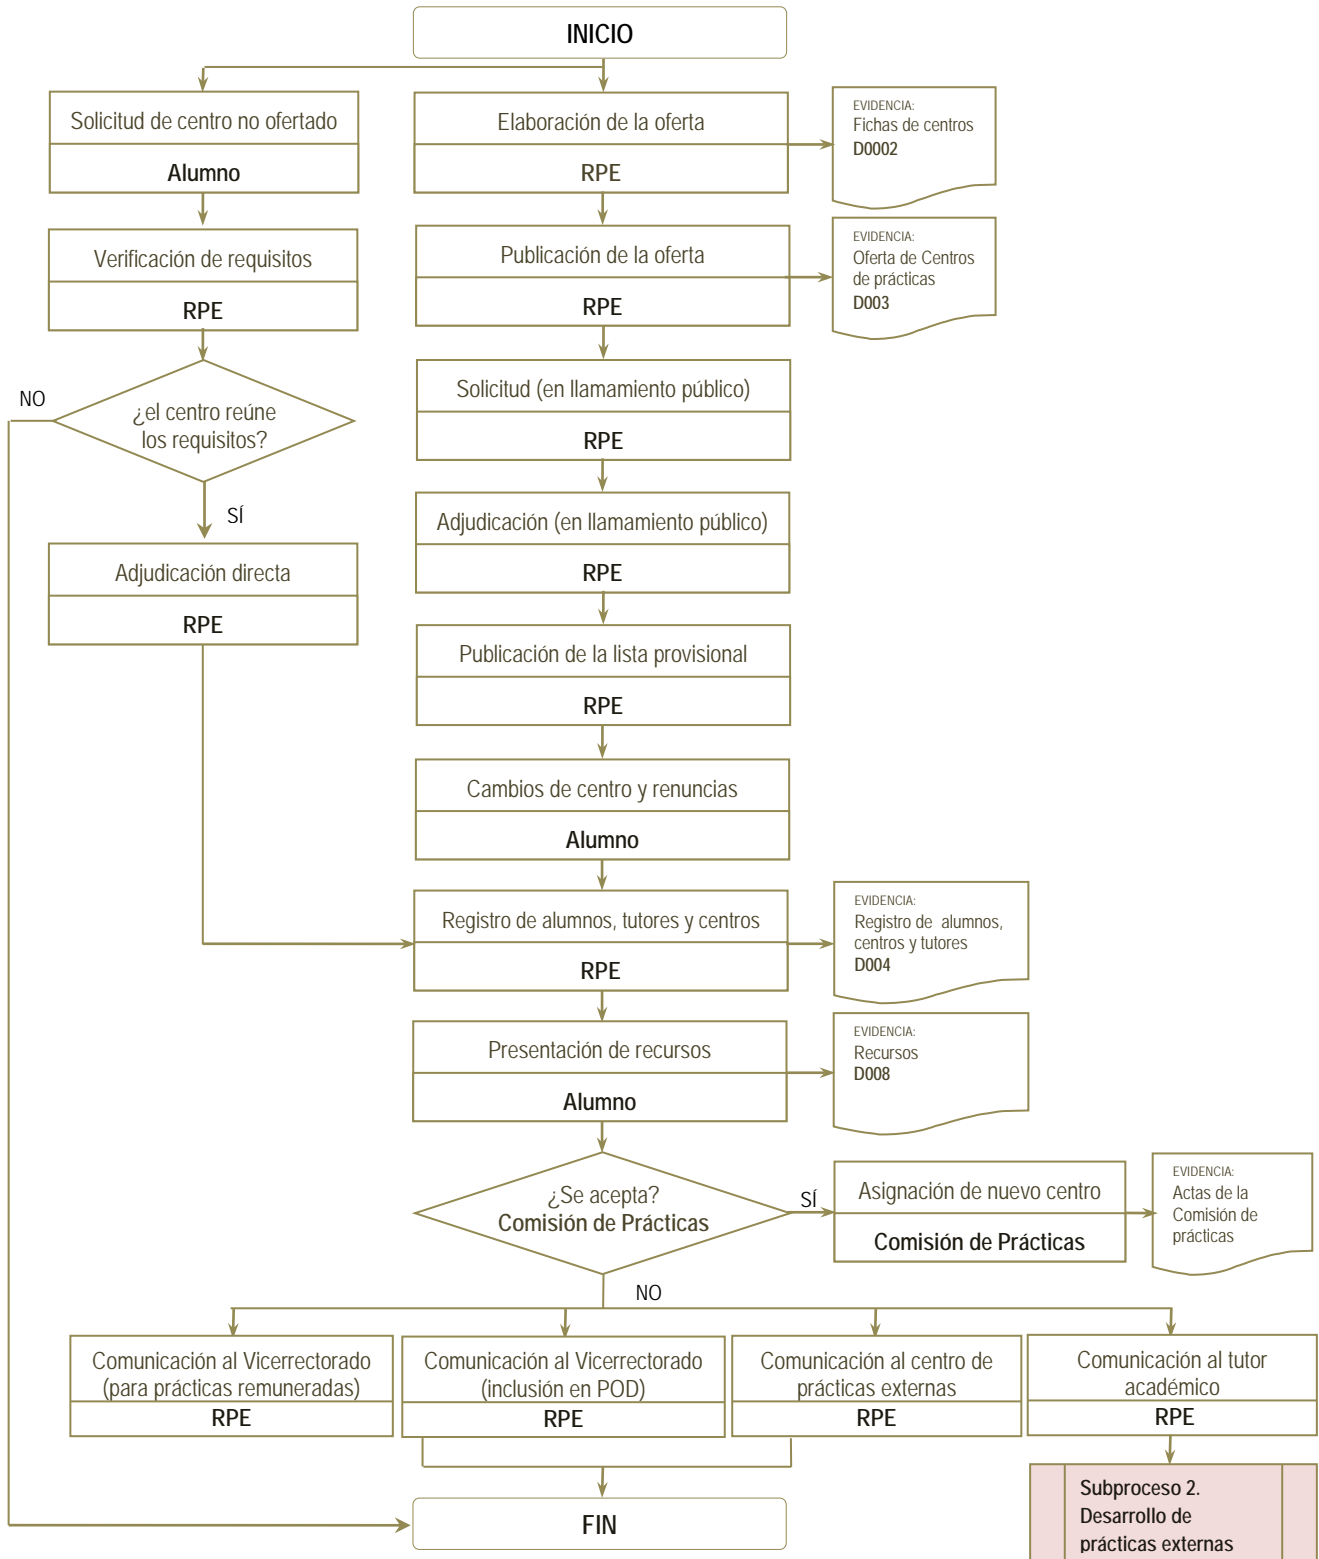 INICIO
Solicitud de centro no ofertado
Alumno
Elaboración de la oferta
RPE
EVIDENCIA:
Fichas de centros
D0002
Verificación de requisitos
RPE
Publicación de la oferta
RPE
EVIDENCIA:
Oferta de Centros
de prácticas
D003
NO
¿el centro reúne
los requisitos?
SÍ
Solicitud (en llamamiento público)
RPE
Adjudicación (en llamamiento público)
RPE
Adjudicación directa
RPE
Publicación de la lista provisional
RPE
Cambios de centro y renuncias
Alumno
Registro de alumnos, tutores y centros
RPE
EVIDENCIA:
Registro de alumnos,
centros y tutores
D004
Presentación de recursos
Alumno
EVIDENCIA:
Recursos
D008
¿Se acepta?
Comisión de Prácticas
SÍ
NO
Asignación de nuevo centro
Comisión de Prácticas
EVIDENCIA:
Actas de la
Comisión de
prácticas
Comunicación al Vicerrectorado
(para prácticas remuneradas)
RPE
Comunicación al Vicerrectorado
(inclusión en POD)
RPE
Comunicación al centro de
prácticas externas
RPE
Comunicación al tutor
académico
RPE
FIN
Subproceso 2.
Desarrollo de
prácticas externas